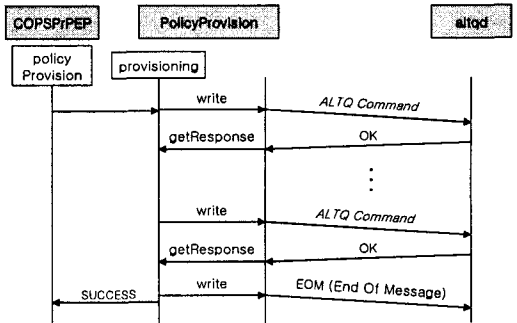 COPSPrPEP PolicyProvision altqd
policy
Provision
provisioning
write ALTQ Command
getResponse OK
write ALTQ Command
getResponse OK
SUCCESS write EOM (End Of Message)